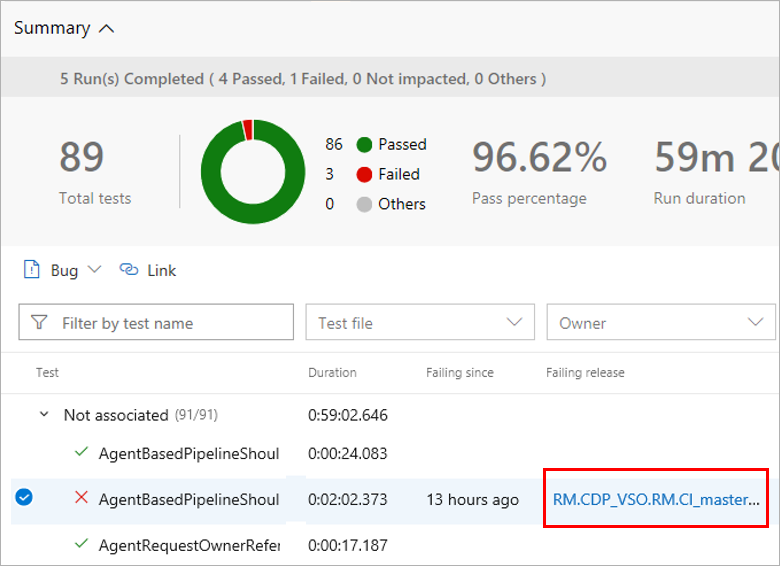 Summary
5 Run(s) Completed ( 4 Passed, 1 Failed, 0 Not impacted, 0 Others )
89
Total tests
86 Passed
3 Failed
0 Others
96.62%
Pass percentage
59m 20
Run duration
Bug
Link
Filter by test name
Test file
Owner
Test Duration Failing since Failing release
Not associated (91/91) 0:59:02.646
AgentBasedPipelineShoul 0:00:24.083
AgentBasedPipelineShoul 0:02:02.373 13 hours ago RM.CDP_VSO.RM.CI_master...
AgentRequestOwnerRefer 0:00:17.187